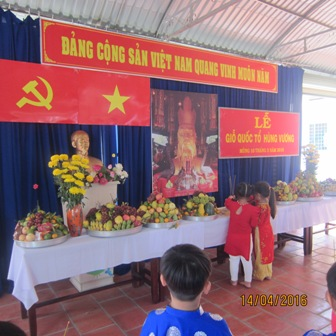 ĐẢNG CỘNG SẢN VIỆT NAM QUANG VINH MUÔN NĂM
LỄ
GIỖ QUỐC TỔ HÙNG VƯƠNG
14/04/2016